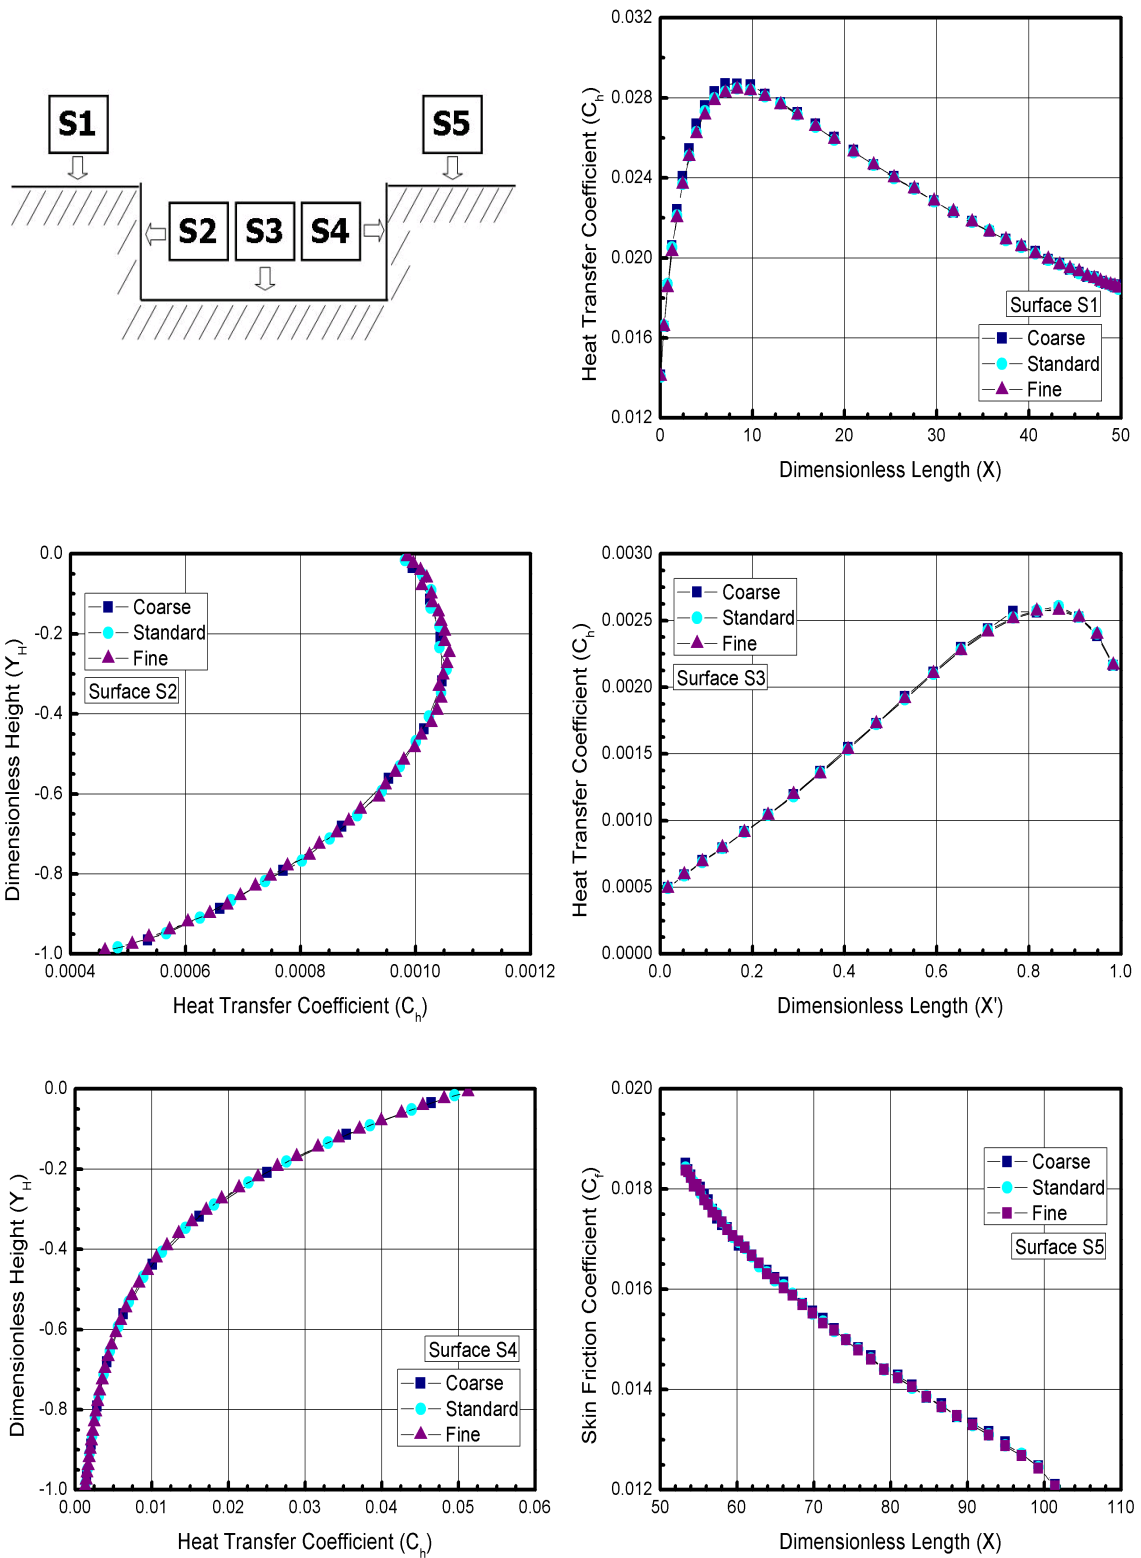 S1
S5
S2
S3
S4
0.032
0.028
0.024
0.020
0.016
0.012
Heat Transfer Coefficient (Ch)
Surface S1
Coarse
Standard
Fine
0
10
20
30
40
50
Dimensionless Length (X)
0.0
-0.2
-0.4
-0.6
-0.8
-1.0
Dimensionless Height (YH)
Coarse
Standard
Fine
Surface S2
0.0004
0.0006
0.0008
0.0010
0.0012
Heat Transfer Coefficient (Ch)
0.0030
0.0025
0.0020
0.0015
0.0010
0.0005
0.0000
Heat Transfer Coefficient (Ch)
Coarse
Standard
Fine
Surface S3
0.0
0.2
0.4
0.6
0.8
1.0
Dimensionless Length (X')
0.0
-0.2
-0.4
-0.6
-0.8
-1.0
Dimensionless Height (YH)
Surface S4
Coarse
Standard
Fine
0.00
0.01
0.02
0.03
0.04
0.05
0.06
Heat Transfer Coefficient (Ch)
0.020
0.018
0.016
0.014
0.012
Skin Friction Coefficient (Cf)
Coarse
Standard
Fine
Surface S5
50
60
70
80
90
100
110
Dimensionless Length (X)